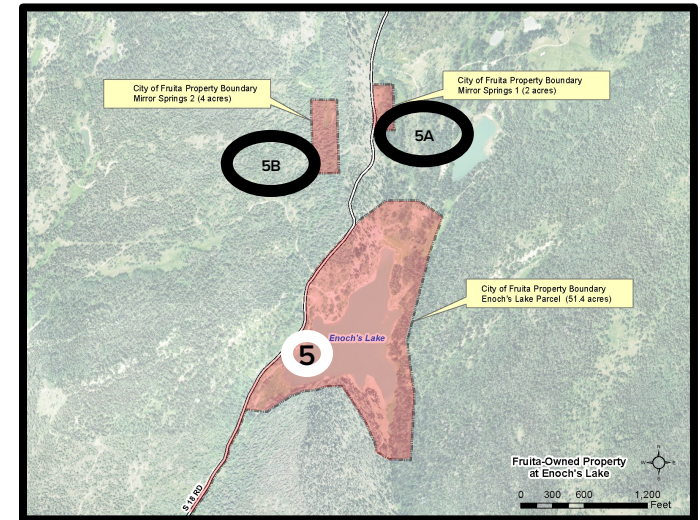 City of Fruita Property Boundary
Mirror Springs 2 (4 acres)
City of Fruita Property Boundary
Mirror Springs 1 (2 acres)
5A
5B
City of Fruita Property Boundary
Enoch's Lake Parcel (51.4 acres)
Enoch's Lake
5
Fruita-Owned Property
at Enoch's Lake
N
W
E
S
S 18 RD
0 300 600 1,200
Feet